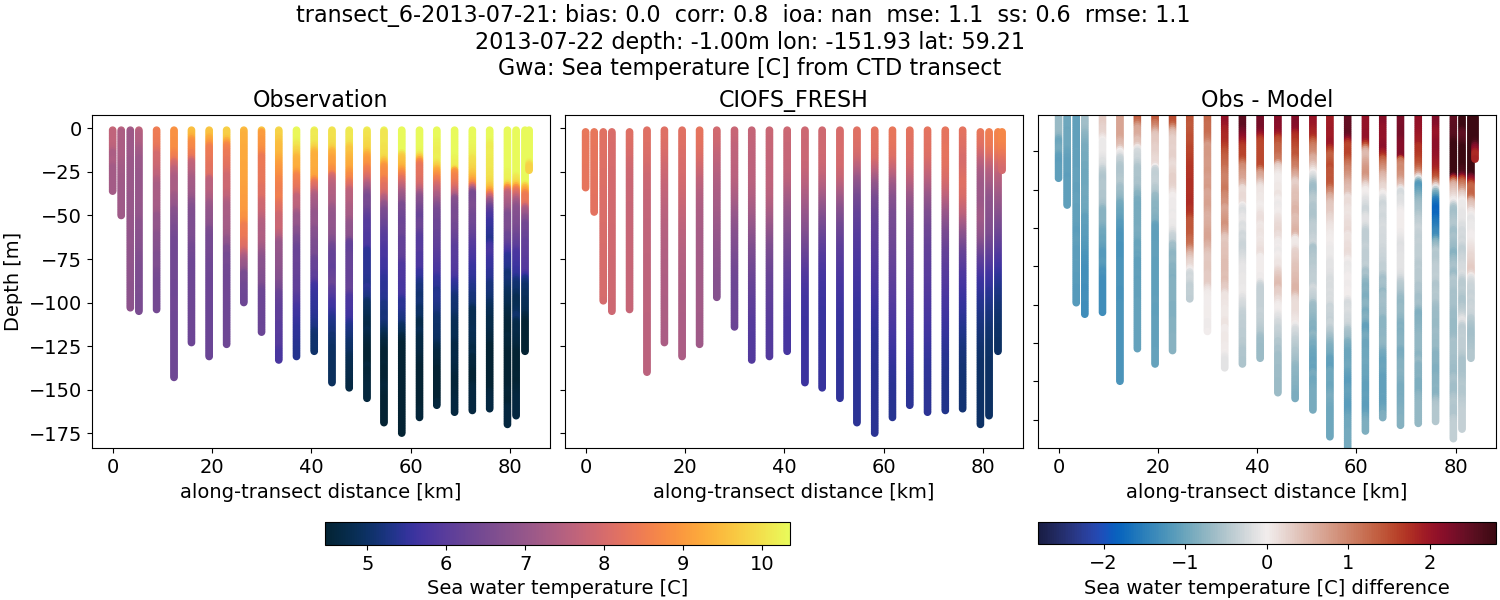 transect_6-2013-07-21: bias: 0.0  corr: 0.8  ioa: nan  mse: 1.1  ss: 0.6  rmse: 1.1
2013-07-22 depth: -1.00m lon: -151.93 lat: 59.21
Gwa: Sea temperature [C] from CTD transect
Observation
CIOFS_FRESH
Obs - Model
Depth [m]
0
−25
−50
−75
−100
−125
−150
−175
0 20 40 60 80
0 20 40 60 80
0 20 40 60 80
along-transect distance [km]
along-transect distance [km]
along-transect distance [km]
5 6 7 8 9 10
Sea water temperature [C]
−2 −1 0 1 2
Sea water temperature [C] difference